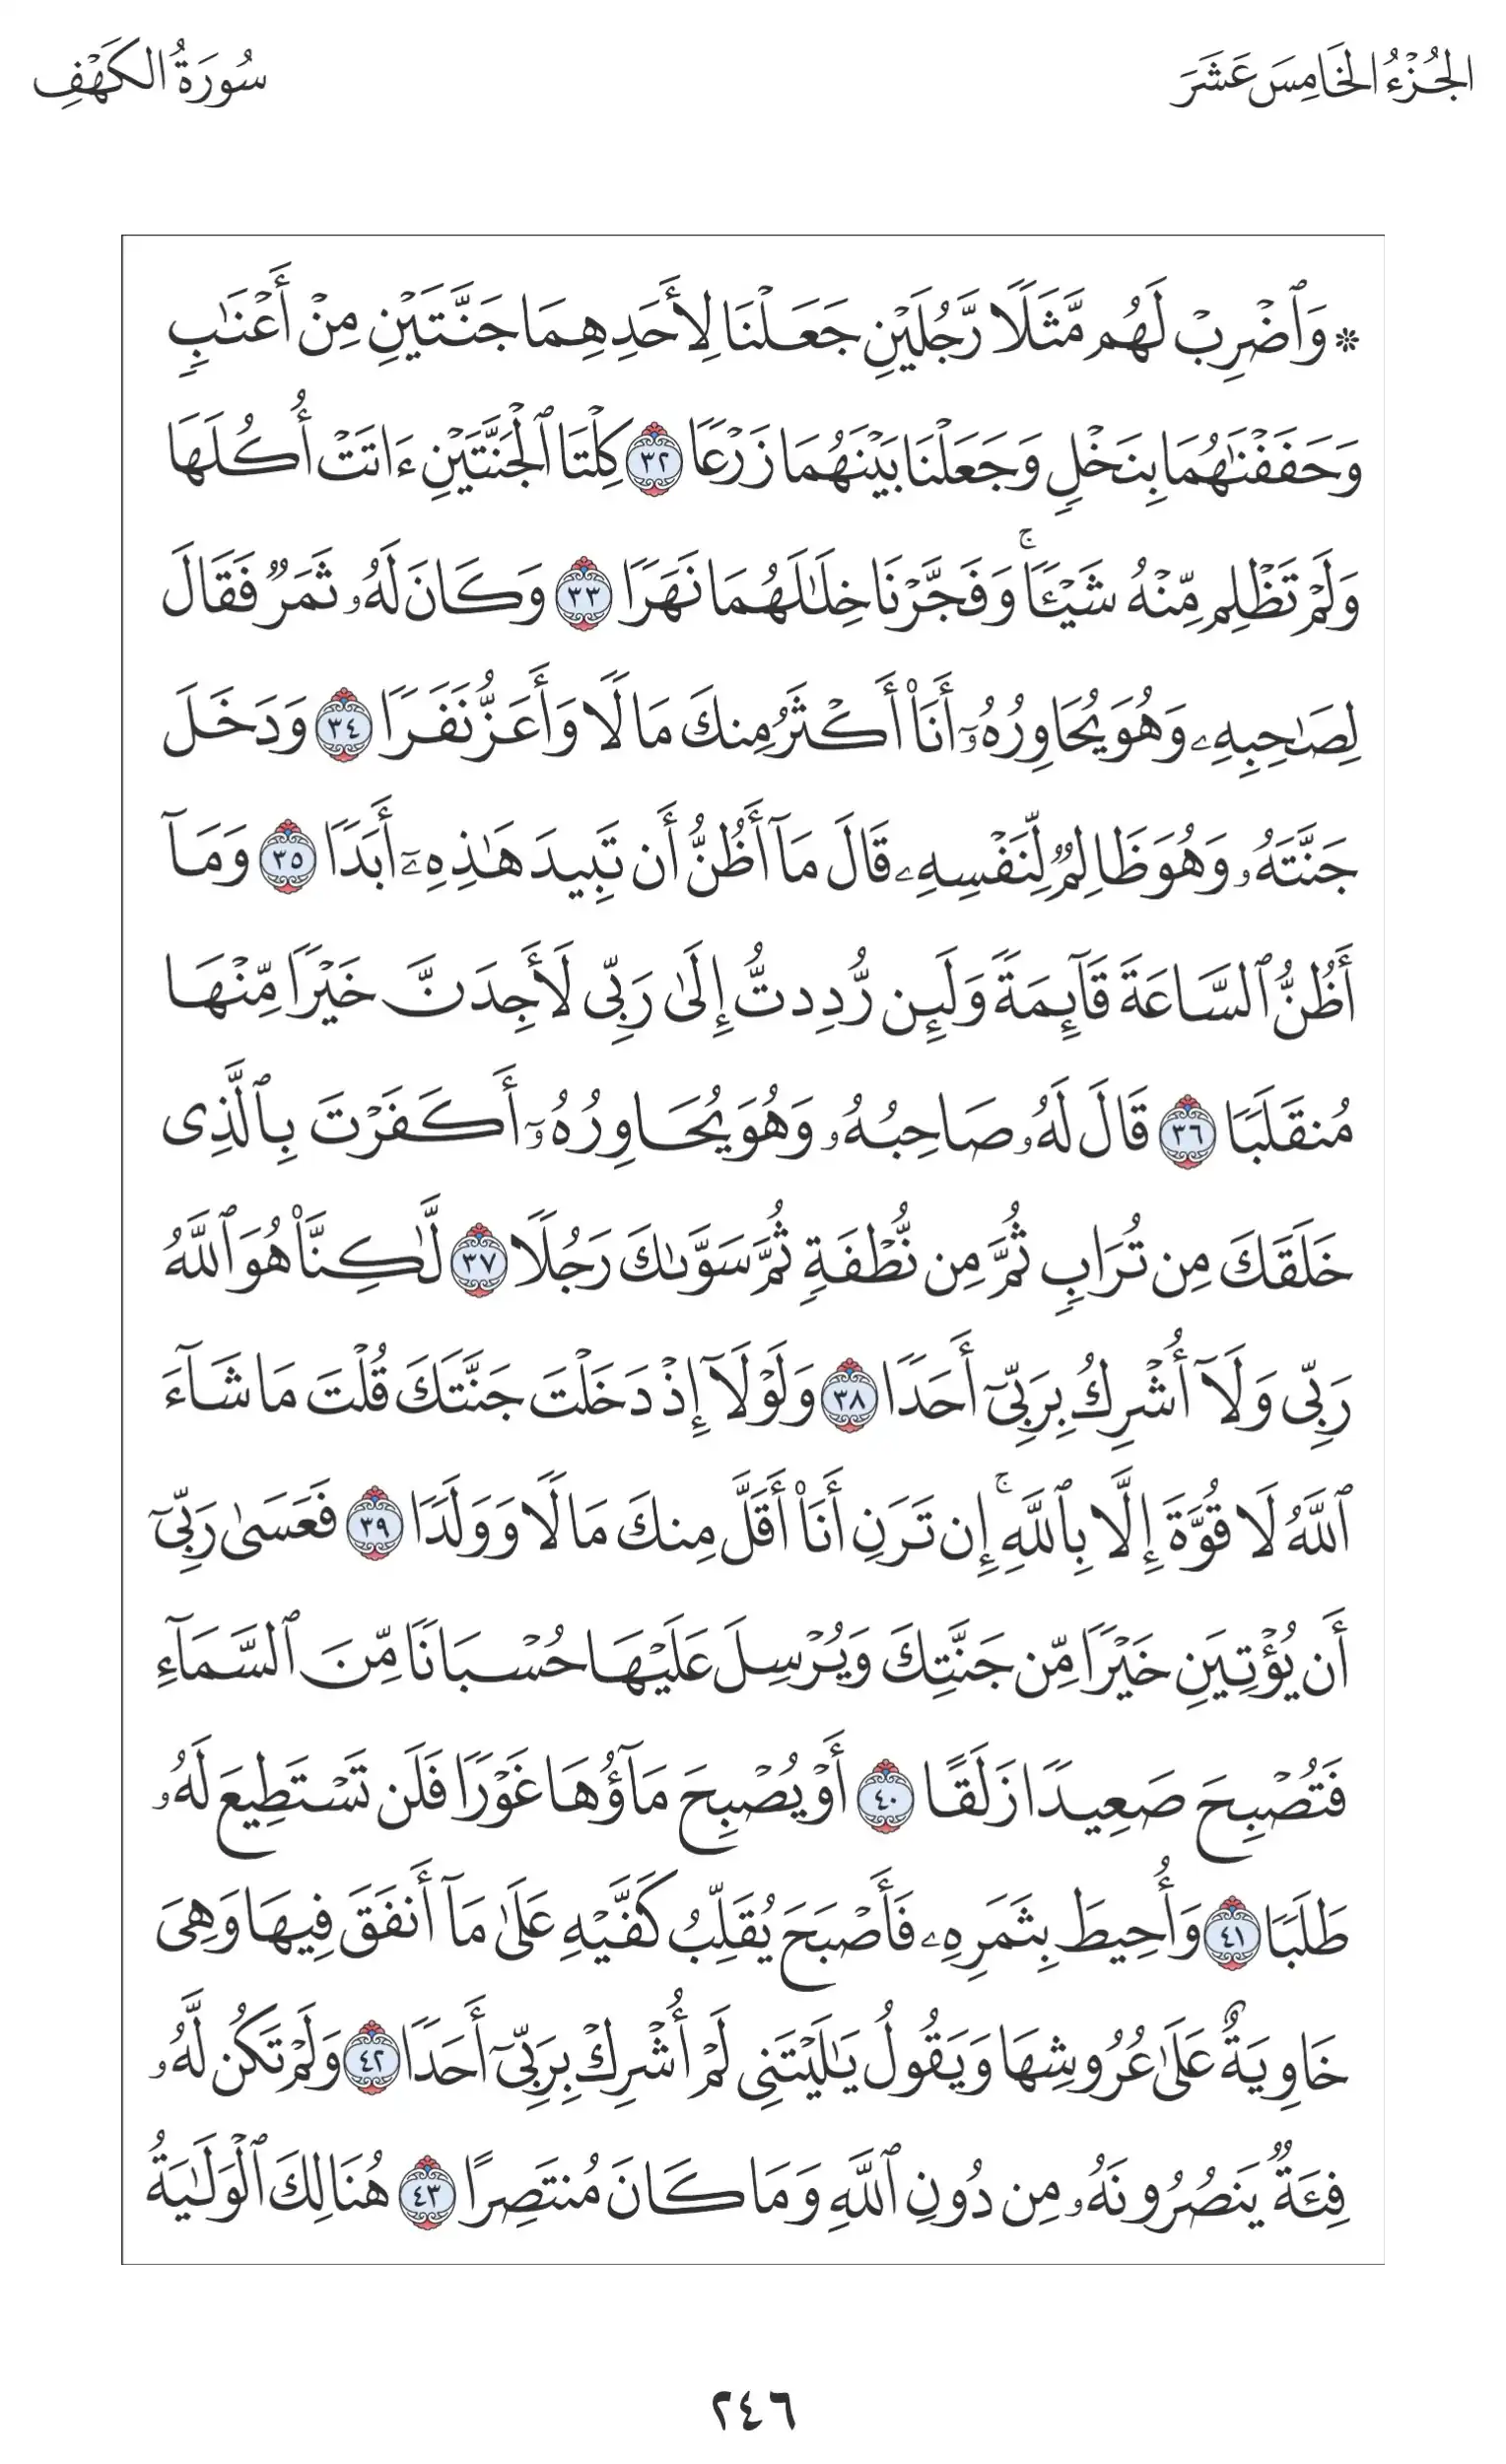 الجُزْءُ الخَامِسَ عَشَرَ
سُورَةُ الكَهْفِ
۞ وَٱضۡرِبۡ لَهُم مَّثَلٗا رَّجُلَيۡنِ جَعَلۡنَا لِأَحَدِهِمَا جَنَّتَيۡنِ مِنۡ أَعۡنَٰبٖ
وَحَفَفۡنَٰهُمَا بِنَخۡلٖ وَجَعَلۡنَا بَيۡنَهُمَا زَرۡعٗا ٣٢ كِلۡتَا ٱلۡجَنَّتَيۡنِ ءَاتَتۡ أُكُلَهَا
وَلَمۡ تَظۡلِم مِّنۡهُ شَيۡـٔٗاۚ وَفَجَّرۡنَا خِلَٰلَهُمَا نَهَرٗا ٣٣ وَكَانَ لَهُۥ ثَمَرٞ فَقَالَ
لِصَٰحِبِهِۦ وَهُوَ يُحَاوِرُهُۥٓ أَنَا۠ أَكۡثَرُ مِنكَ مَالٗا وَأَعَزُّ نَفَرٗا ٣٤ وَدَخَلَ
جَنَّتَهُۥ وَهُوَ ظَالِمٞ لِّنَفۡسِهِۦ قَالَ مَآ أَظُنُّ أَن تَبِيدَ هَٰذِهِۦٓ أَبَدٗا ٣٥ وَمَآ
أَظُنُّ ٱلسَّاعَةَ قَآئِمَةٗ وَلَئِن رُّدِدتُّ إِلَىٰ رَبِّي لَأَجِدَنَّ خَيۡرٗا مِّنۡهَا
مُنقَلَبٗا ٣٦ قَالَ لَهُۥ صَاحِبُهُۥ وَهُوَ يُحَاوِرُهُۥٓ أَكَفَرۡتَ بِٱلَّذِي
خَلَقَكَ مِن تُرَابٖ ثُمَّ مِن نُّطۡفَةٖ ثُمَّ سَوَّىٰكَ رَجُلٗا ٣٧ لَّٰكِنَّا۠ هُوَ ٱللَّهُ
رَبِّي وَلَآ أُشۡرِكُ بِرَبِّيٓ أَحَدٗا ٣٨ وَلَوۡلَآ إِذۡ دَخَلۡتَ جَنَّتَكَ قُلۡتَ مَا شَآءَ
ٱللَّهُ لَا قُوَّةَ إِلَّا بِٱللَّهِۚ إِن تَرَنِ أَنَا۠ أَقَلَّ مِنكَ مَالٗا وَوَلَدٗا ٣٩ فَعَسَىٰ رَبِّيٓ
أَن يُؤۡتِيَنِ خَيۡرٗا مِّن جَنَّتِكَ وَيُرۡسِلَ عَلَيۡهَا حُسۡبَانٗا مِّنَ ٱلسَّمَآءِ
فَتُصۡبِحَ صَعِيدٗا زَلَقًا ٤٠ أَوۡ يُصۡبِحَ مَآؤُهَا غَوۡرٗا فَلَن تَسۡتَطِيعَ لَهُۥ
طَلَبٗا ٤١ وَأُحِيطَ بِثَمَرِهِۦ فَأَصۡبَحَ يُقَلِّبُ كَفَّيۡهِ عَلَىٰ مَآ أَنفَقَ فِيهَا وَهِيَ
خَاوِيَةٌ عَلَىٰ عُرُوشِهَا وَيَقُولُ يَٰلَيۡتَنِي لَمۡ أُشۡرِكۡ بِرَبِّيٓ أَحَدٗا ٤٢ وَلَمۡ تَكُن لَّهُۥ
فِئَةٞ يَنصُرُونَهُۥ مِن دُونِ ٱللَّهِ وَمَا كَانَ مُنتَصِرًا ٤٣ هُنَالِكَ ٱلۡوَلَٰيَةُ
٢٤٦